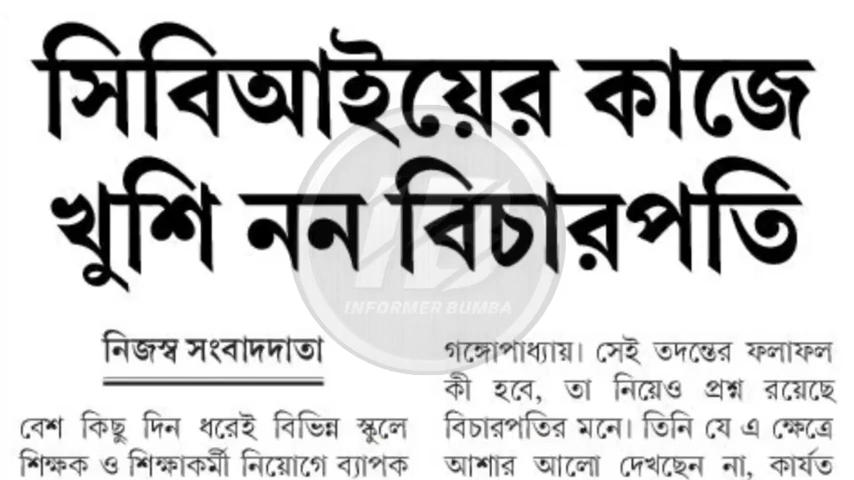 সিবিআইয়ের কাজে
খুশি নন বিচারপতি
INFORMER BUMBA
নিজস্ব সংবাদদাতা
বেশ কিছু দিন ধরেই বিভিন্ন স্কুলে
শিক্ষক ও শিক্ষাকর্মী নিয়োগে ব্যাপক
গঙ্গোপাধ্যায়। সেই তদন্তের ফলাফল
কী হবে, তা নিয়েও প্রশ্ন রয়েছে
বিচারপতির মনে। তিনি যে এ ক্ষেত্রে
আশার আলো দেখছেন না, কার্যত